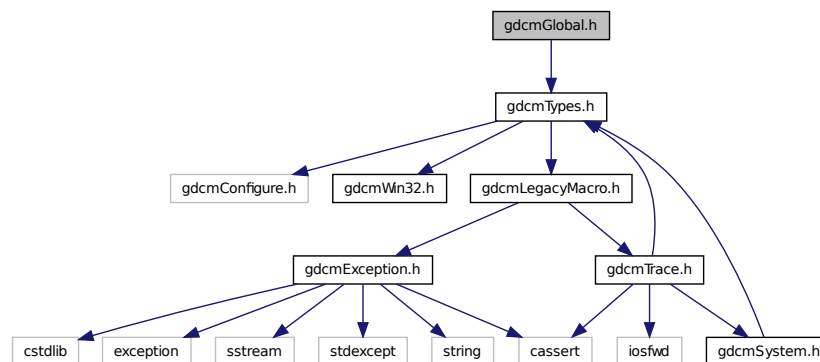 gdcmGlobal.h
gdcmTypes.h
gdcmConfigure.h
gdcmWin32.h
gdcmLegacyMacro.h
gdcmException.h
gdcmTrace.h
cstdlib
exception
sstream
stdexcept
string
cassert
iosfwd
gdcmSystem.h